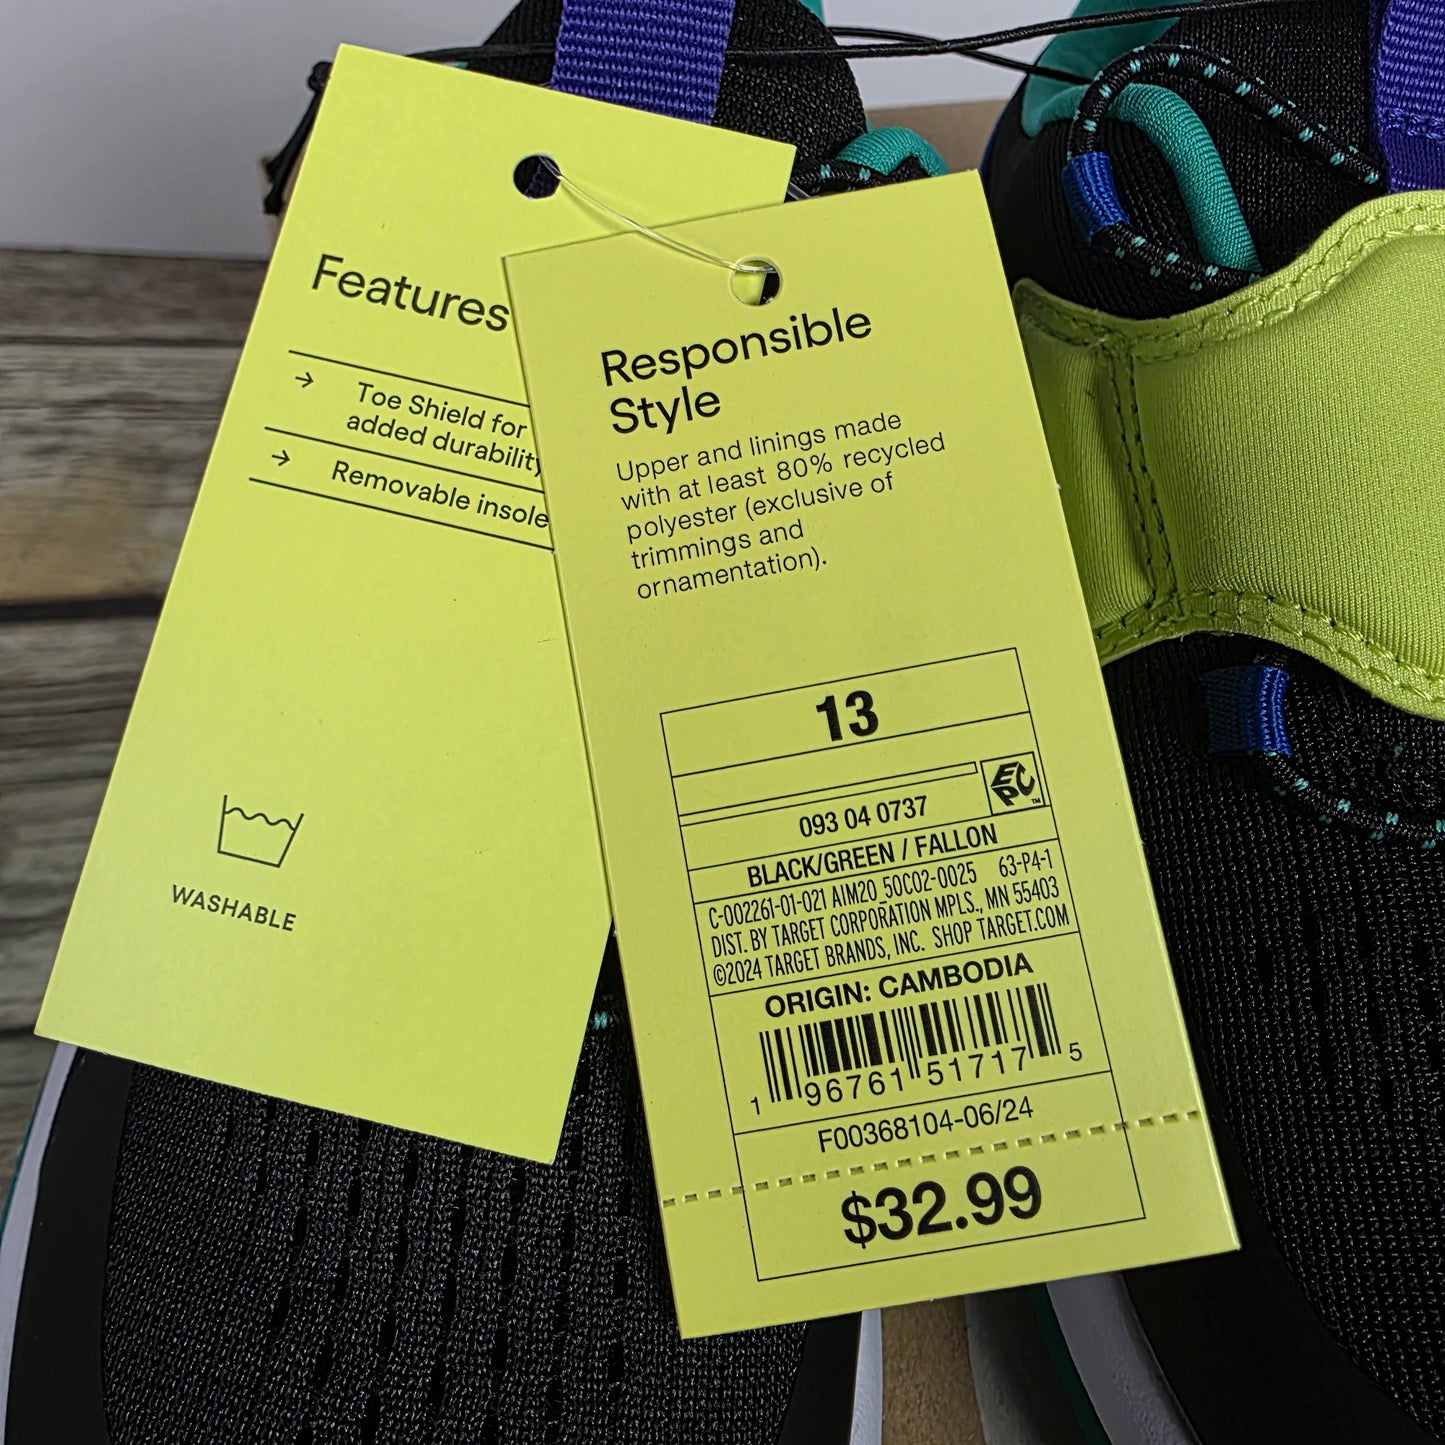 Features
→ Toe Shield for
added durability
→ Removable insole
WASHABLE
Responsible
Style
Upper and linings made
with at least 80% recycled
polyester (exclusive of
trimmings and
ornamentation).
13
EPC™
093 04 0737
BLACK/GREEN / FALLON
C-002261-01-021 AIM20_50C02-0025 63-P4-1
DIST. BY TARGET CORPORATION MPLS., MN 55403
©2024 TARGET BRANDS, INC. SHOP TARGET.COM
ORIGIN: CAMBODIA
1 96761 51717 5
F00368104-06/24
$32.99